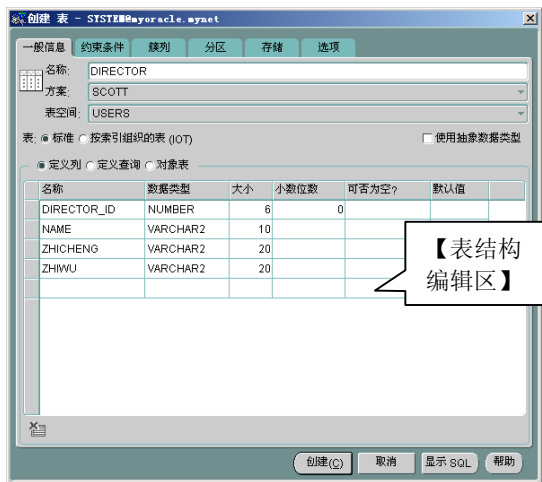 创建 表 - SYSTEM@myoracle.mynet
一般信息 约束条件 簇列 分区 存储 选项
名称: DIRECTOR
方案: SCOTT
表空间: USERS
表: 标准 按索引组织的表 (IOT) 使用抽象数据类型
定义列 定义查询 对象表
名称 数据类型 大小 小数位数 可否为空? 默认值
DIRECTOR_ID NUMBER 6 0
NAME VARCHAR2 10
ZHICHENG VARCHAR2 20
ZHIWU VARCHAR2 20
【表结构
编辑区】
创建(C) 取消 显示 SQL 帮助